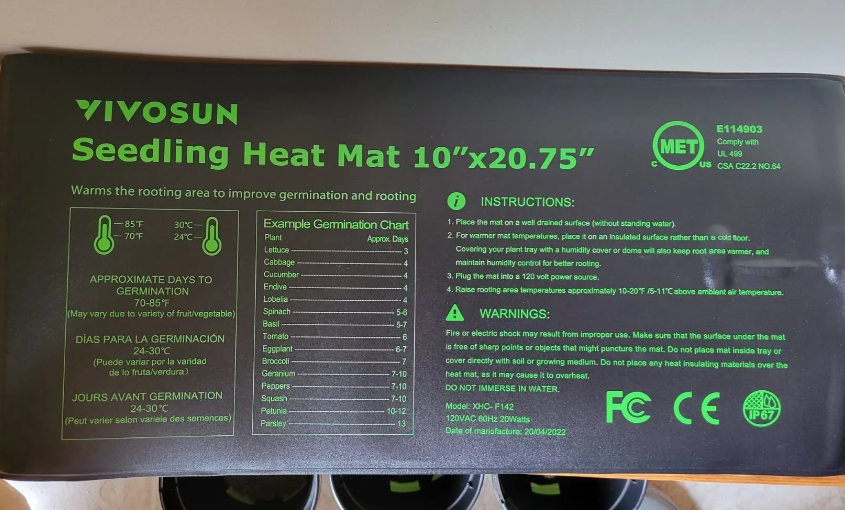 VIVOSUN
Seedling Heat Mat 10”x20.75”
Warms the rooting area to improve germination and rooting
C MET US
E114903
Comply with
UL 499
CSA C22.2 NO.64
85°F
70°F
30℃
24℃
APPROXIMATE DAYS TO
GERMINATION
70-85°F
(May vary due to variety of fruit/vegetable)
DÍAS PARA LA GERMINACIÓN
24-30℃
(Puede variar por la varidad
de lo fruta/verdura)
JOURS AVANT GERMINATION
24-30℃
(Peut varier selon varieie des semences)
Example Germination Chart
Plant Approx. Days
Lettuce 3
Cabbage 4
Cucumber 4
Endive 4
Lobelia 4
Spinach 5-6
Basil 5-7
Tomato 6
Eggplant 6-7
Broccoli 7
Geranium 7-10
Peppers 7-10
Squash 7-10
Petunia 10-12
Parsley 13
i INSTRUCTIONS:
1. Place the mat on a well drained surface (without standing water).
2. For warmer mat temperatures, place it on an insulated surface rather than a cold floor.
Covering your plant tray with a humidity cover or dome will also keep root area warmer, and
maintain humidity control for better rooting.
3. Plug the mat into a 120 volt power source.
4. Raise rooting area temperatures approximately 10-20°F /5-11℃ above ambient air temperature.
WARNINGS:
Fire or electric shock may result from improper use. Make sure that the surface under the mat
is free of sharp points or objects that might puncture the mat. Do not place mat inside tray or
cover directly with soil or growing medium. Do not place any heat insulating materials over the
heat mat, as it may cause it to overheat.
DO NOT IMMERSE IN WATER.
Model: XHC- F142
120VAC 60Hz 20Watts
Date of manofacture: 20/04/2022
FC CE IP67